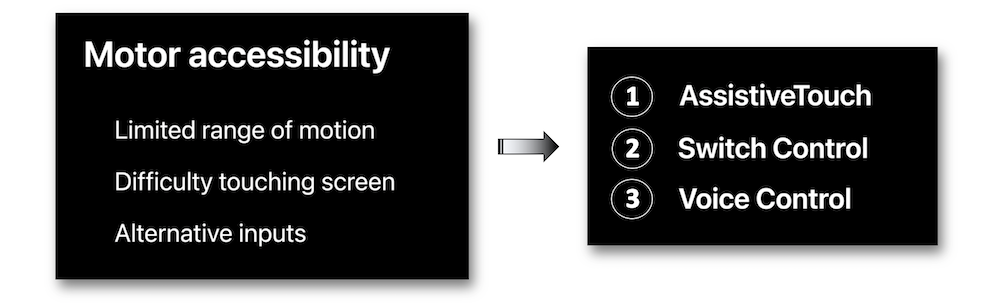 Motor accessibility
Limited range of motion
Difficulty touching screen
Alternative inputs
1 AssistiveTouch
2 Switch Control
3 Voice Control